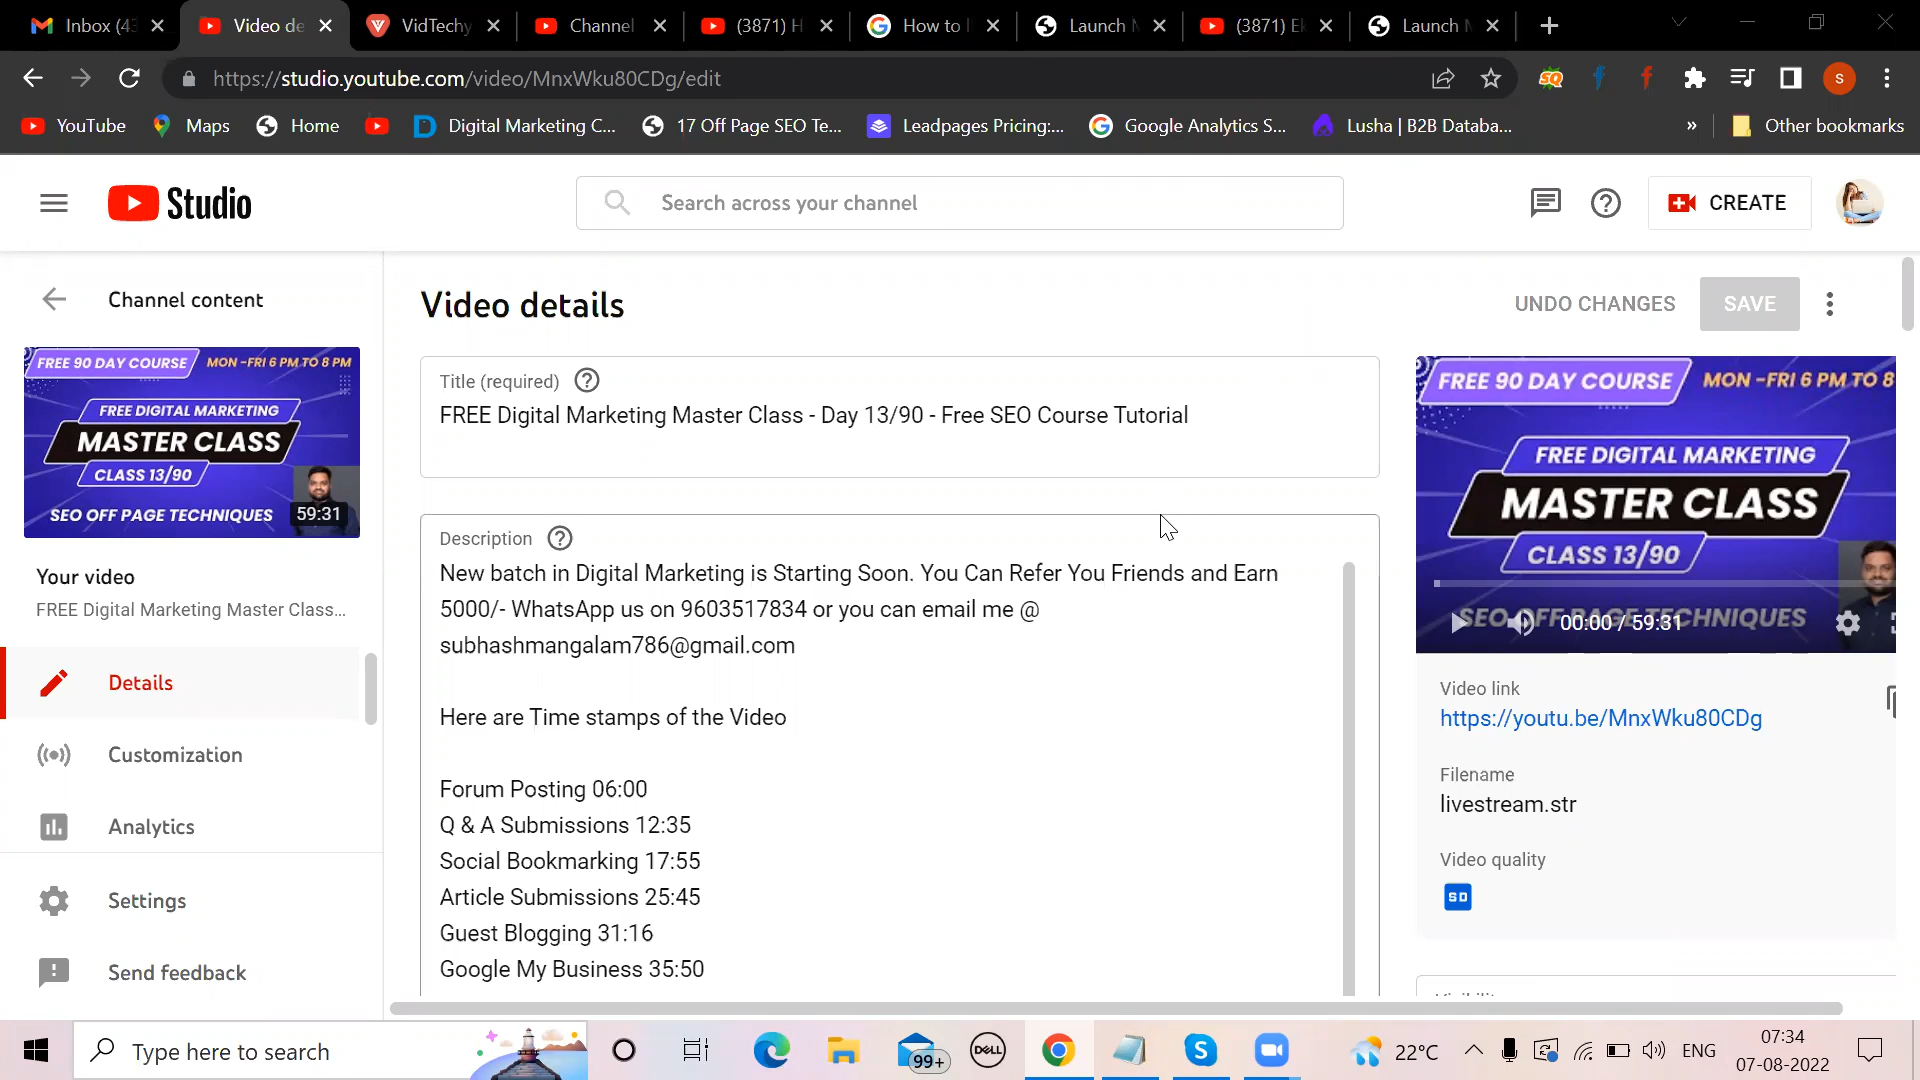 Inbox (43
Video de
VidTechy
Channel
(3871) H
How to
Launch
(3871) Ek
Launch
https://studio.youtube.com/video/MnxWku80CDg/edit
s
YouTube
Maps
Home
Digital Marketing C...
17 Off Page SEO Te...
Leadpages Pricing:...
Google Analytics S...
Lusha | B2B Databa...
»
Other bookmarks
Studio
Search across your channel
CREATE
Channel content
FREE 90 DAY COURSE
MON -FRI 6 PM TO 8 PM
FREE DIGITAL MARKETING
MASTER CLASS
CLASS 13/90
SEO OFF PAGE TECHNIQUES
59:31
Your video
FREE Digital Marketing Master Class...
Details
Customization
Analytics
Settings
Send feedback
Video details
UNDO CHANGES
SAVE
Title (required)
FREE Digital Marketing Master Class - Day 13/90 - Free SEO Course Tutorial
Description
New batch in Digital Marketing is Starting Soon. You Can Refer You Friends and Earn
5000/- WhatsApp us on 9603517834 or you can email me @
subhashmangalam786@gmail.com
Here are Time stamps of the Video
Forum Posting 06:00
Q & A Submissions 12:35
Social Bookmarking 17:55
Article Submissions 25:45
Guest Blogging 31:16
Google My Business 35:50
FREE 90 DAY COURSE
MON -FRI 6 PM TO 8
FREE DIGITAL MARKETING
MASTER CLASS
CLASS 13/90
SEO OFF PAGE TECHNIQUES
00:00 / 59:31
Video link
https://youtu.be/MnxWku80CDg
Filename
livestream.str
Video quality
SD
Type here to search
99+
DELL
22°C
ENG
07:34
07-08-2022